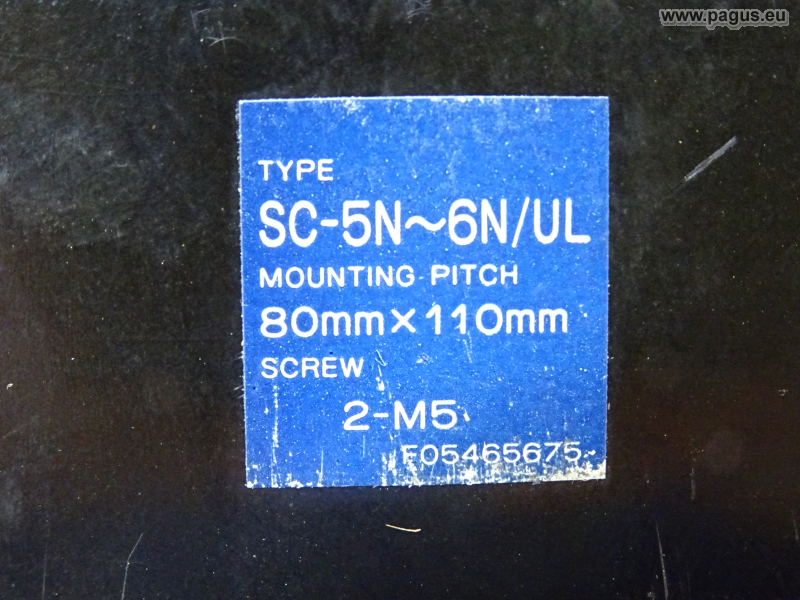 www.pagus.eu
TYPE
SC-5N~6N/UL
MOUNTING PITCH
80mm×110mm
SCREW
2-M5
F05465675